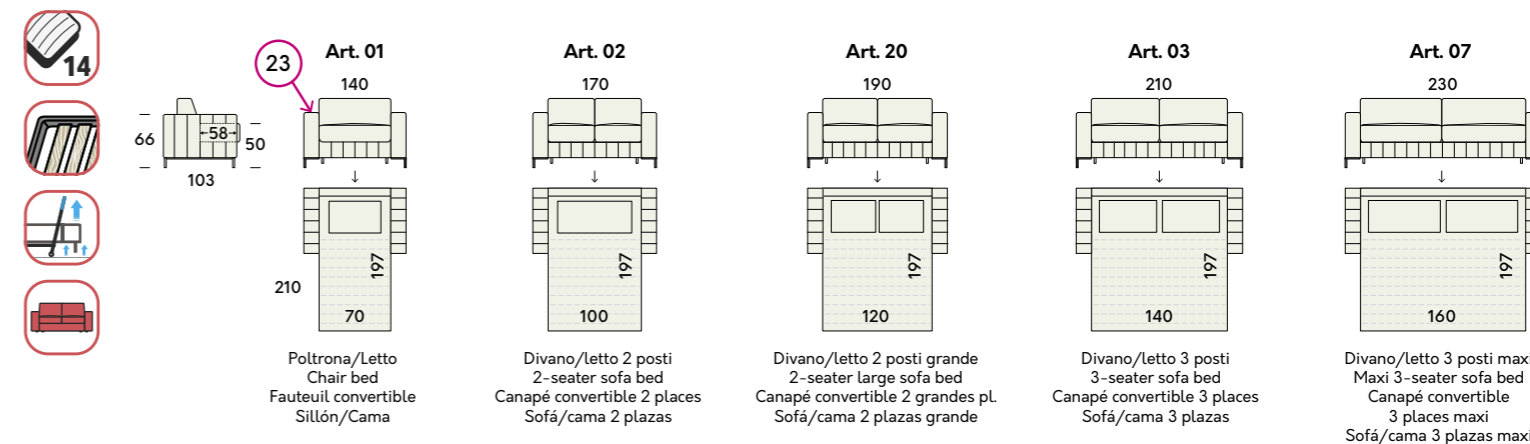 14
66
58
50
103
23
Art. 01
140
210
197
70
Poltrona/Letto
Chair bed
Fauteuil convertible
Sillón/Cama
Art. 02
170
197
100
Divano/letto 2 posti
2-seater sofa bed
Canapé convertible 2 places
Sofá/cama 2 plazas
Art. 20
190
197
120
Divano/letto 2 posti grande
2-seater large sofa bed
Canapé convertible 2 grandes pl.
Sofá/cama 2 plazas grande
Art. 03
210
197
140
Divano/letto 3 posti
3-seater sofa bed
Canapé convertible 3 places
Sofá/cama 3 plazas
Art. 07
230
197
160
Divano/letto 3 posti maxi
Maxi 3-seater sofa bed
Canapé convertible
3 places maxi
Sofá/cama 3 plazas maxi